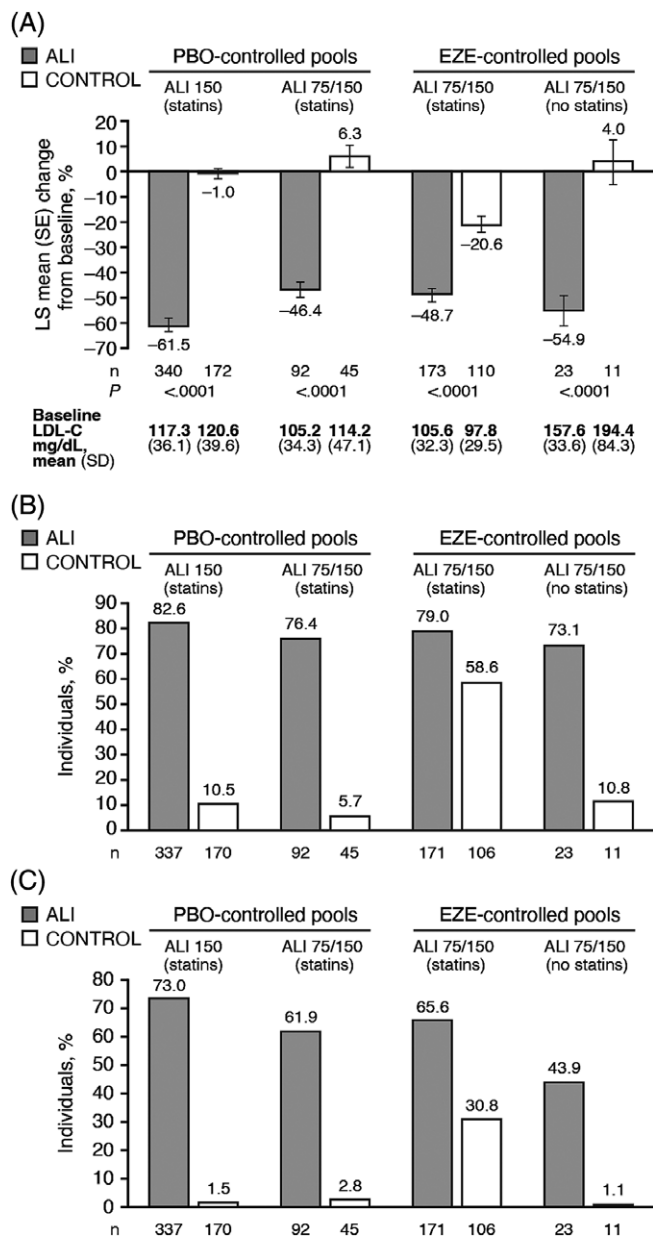 (A)
PBO-controlled pools EZE-controlled pools
ALI
CONTROL
ALI 150 ALI 75/150 ALI 75/150 ALI 75/150
(statins) (statins) (statins) (no statins)
LS mean (SE) change
from baseline, %
20
10
0
−10
−20
−30
−40
−50
−60
−70
−61.5 −1.0 −46.4 6.3 −48.7 −20.6 −54.9 4.0
n 340 172 92 45 173 110 23 11
P <.0001 <.0001 <.0001 <.0001
Baseline
LDL-C 117.3 120.6 105.2 114.2 105.6 97.8 157.6 194.4
mg/dL, (36.1) (39.6) (34.3) (47.1) (32.3) (29.5) (33.6) (84.3)
mean (SD)
(B)
PBO-controlled pools EZE-controlled pools
ALI
CONTROL
ALI 150 ALI 75/150 ALI 75/150 ALI 75/150
(statins) (statins) (statins) (no statins)
Individuals, %
90
80
70
60
50
40
30
20
10
0
82.6 10.5 76.4 5.7 79.0 58.6 73.1 10.8
n 337 170 92 45 171 106 23 11
(C)
PBO-controlled pools EZE-controlled pools
ALI
CONTROL
ALI 150 ALI 75/150 ALI 75/150 ALI 75/150
(statins) (statins) (statins) (no statins)
Individuals, %
80
70
60
50
40
30
20
10
0
73.0 1.5 61.9 2.8 65.6 30.8 43.9 1.1
n 337 170 92 45 171 106 23 11